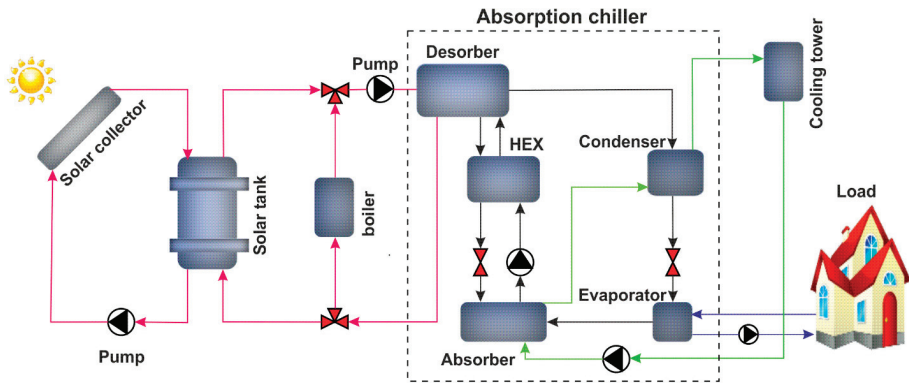 Absorption chiller
Desorber
Pump
Cooling tower
Solar collector
HEX
Condenser
Load
Solar tank
boiler
Evaporator
Pump
Absorber